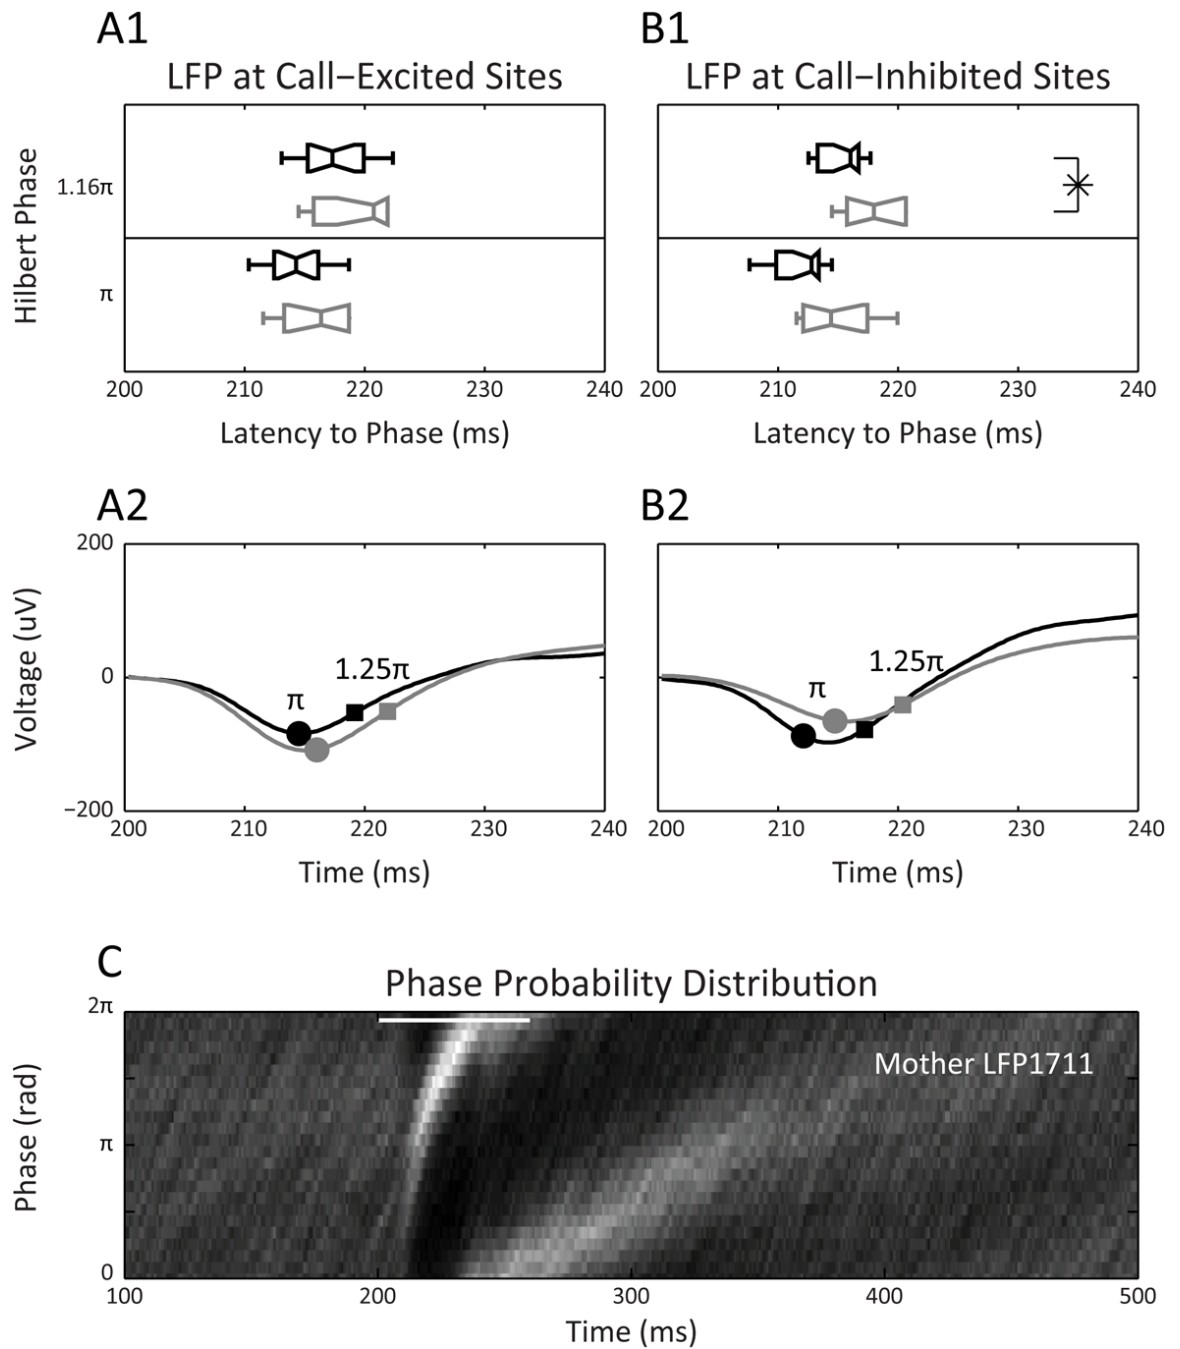 A1
B1
LFP at Call−Excited Sites
LFP at Call−Inhibited Sites
Hilbert Phase
1.16π
π
200 210 220 230 240
200 210 220 230 240
Latency to Phase (ms)
Latency to Phase (ms)
A2
B2
Voltage (uV)
200
0
−200
π
1.25π
π
1.25π
200 210 220 230 240
200 210 220 230 240
Time (ms)
Time (ms)
C
Phase Probability Distribution
Phase (rad)
2π
π
0
Mother LFP1711
100 200 300 400 500
Time (ms)